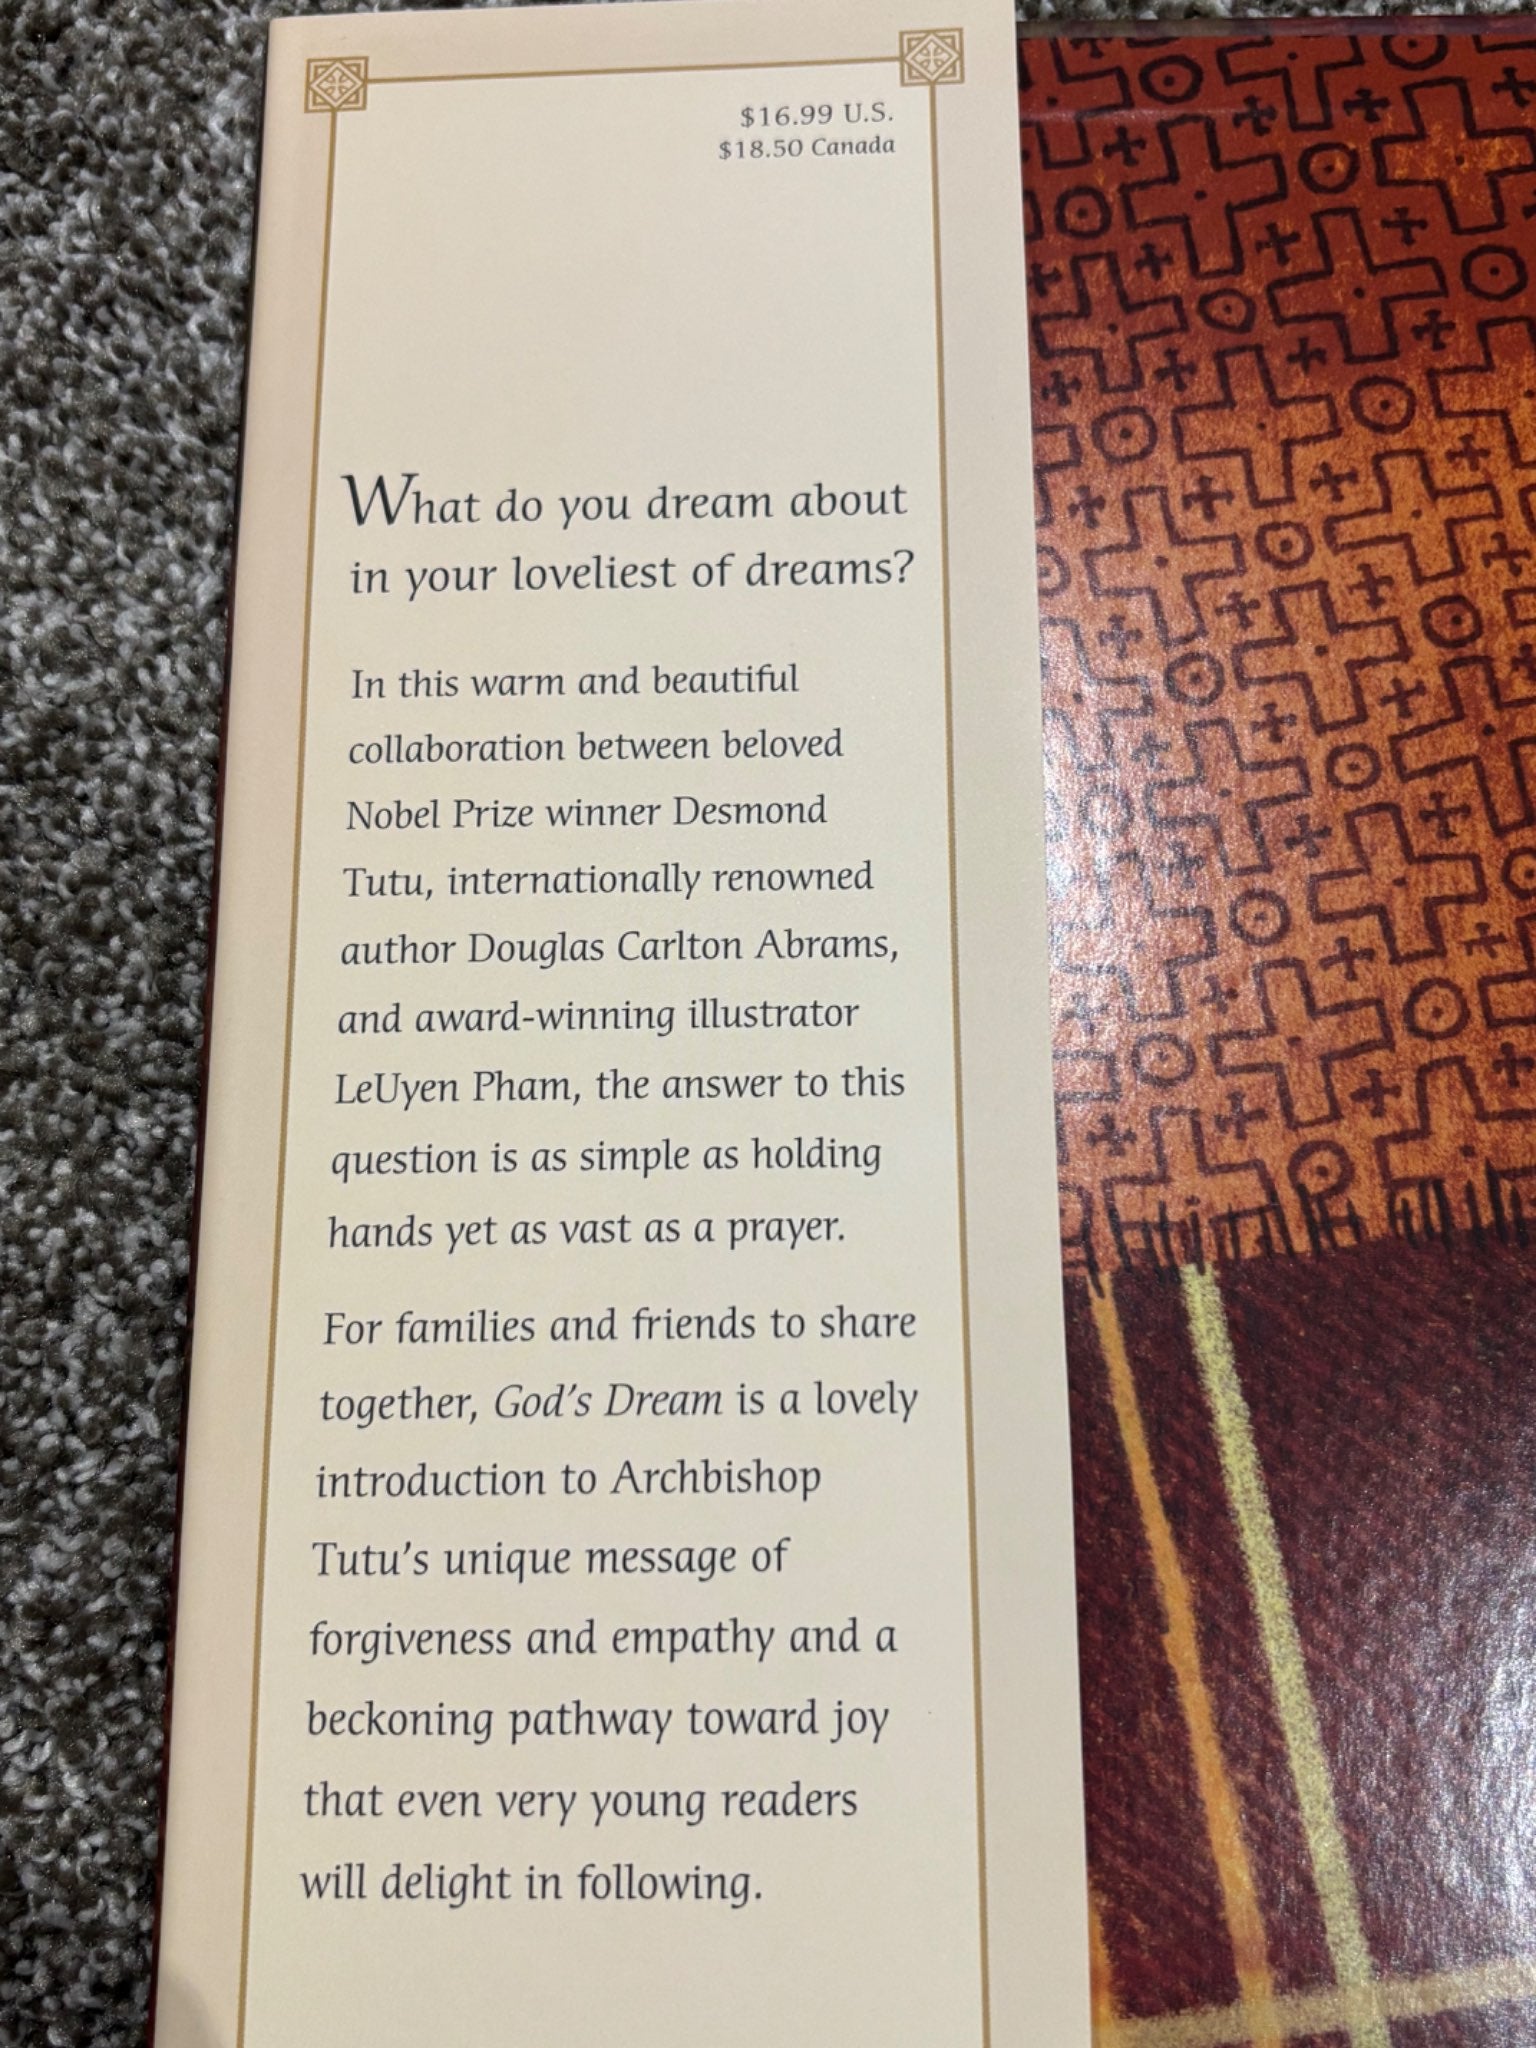 $16.99 U.S.
$18.50 Canada
What do you dream about
in your loveliest of dreams?
In this warm and beautiful
collaboration between beloved
Nobel Prize winner Desmond
Tutu, internationally renowned
author Douglas Carlton Abrams,
and award-winning illustrator
LeUyen Pham, the answer to this
question is as simple as holding
hands yet as vast as a prayer.
For families and friends to share
together, God's Dream is a lovely
introduction to Archbishop
Tutu's unique message of
forgiveness and empathy and a
beckoning pathway toward joy
that even very young readers
will delight in following.